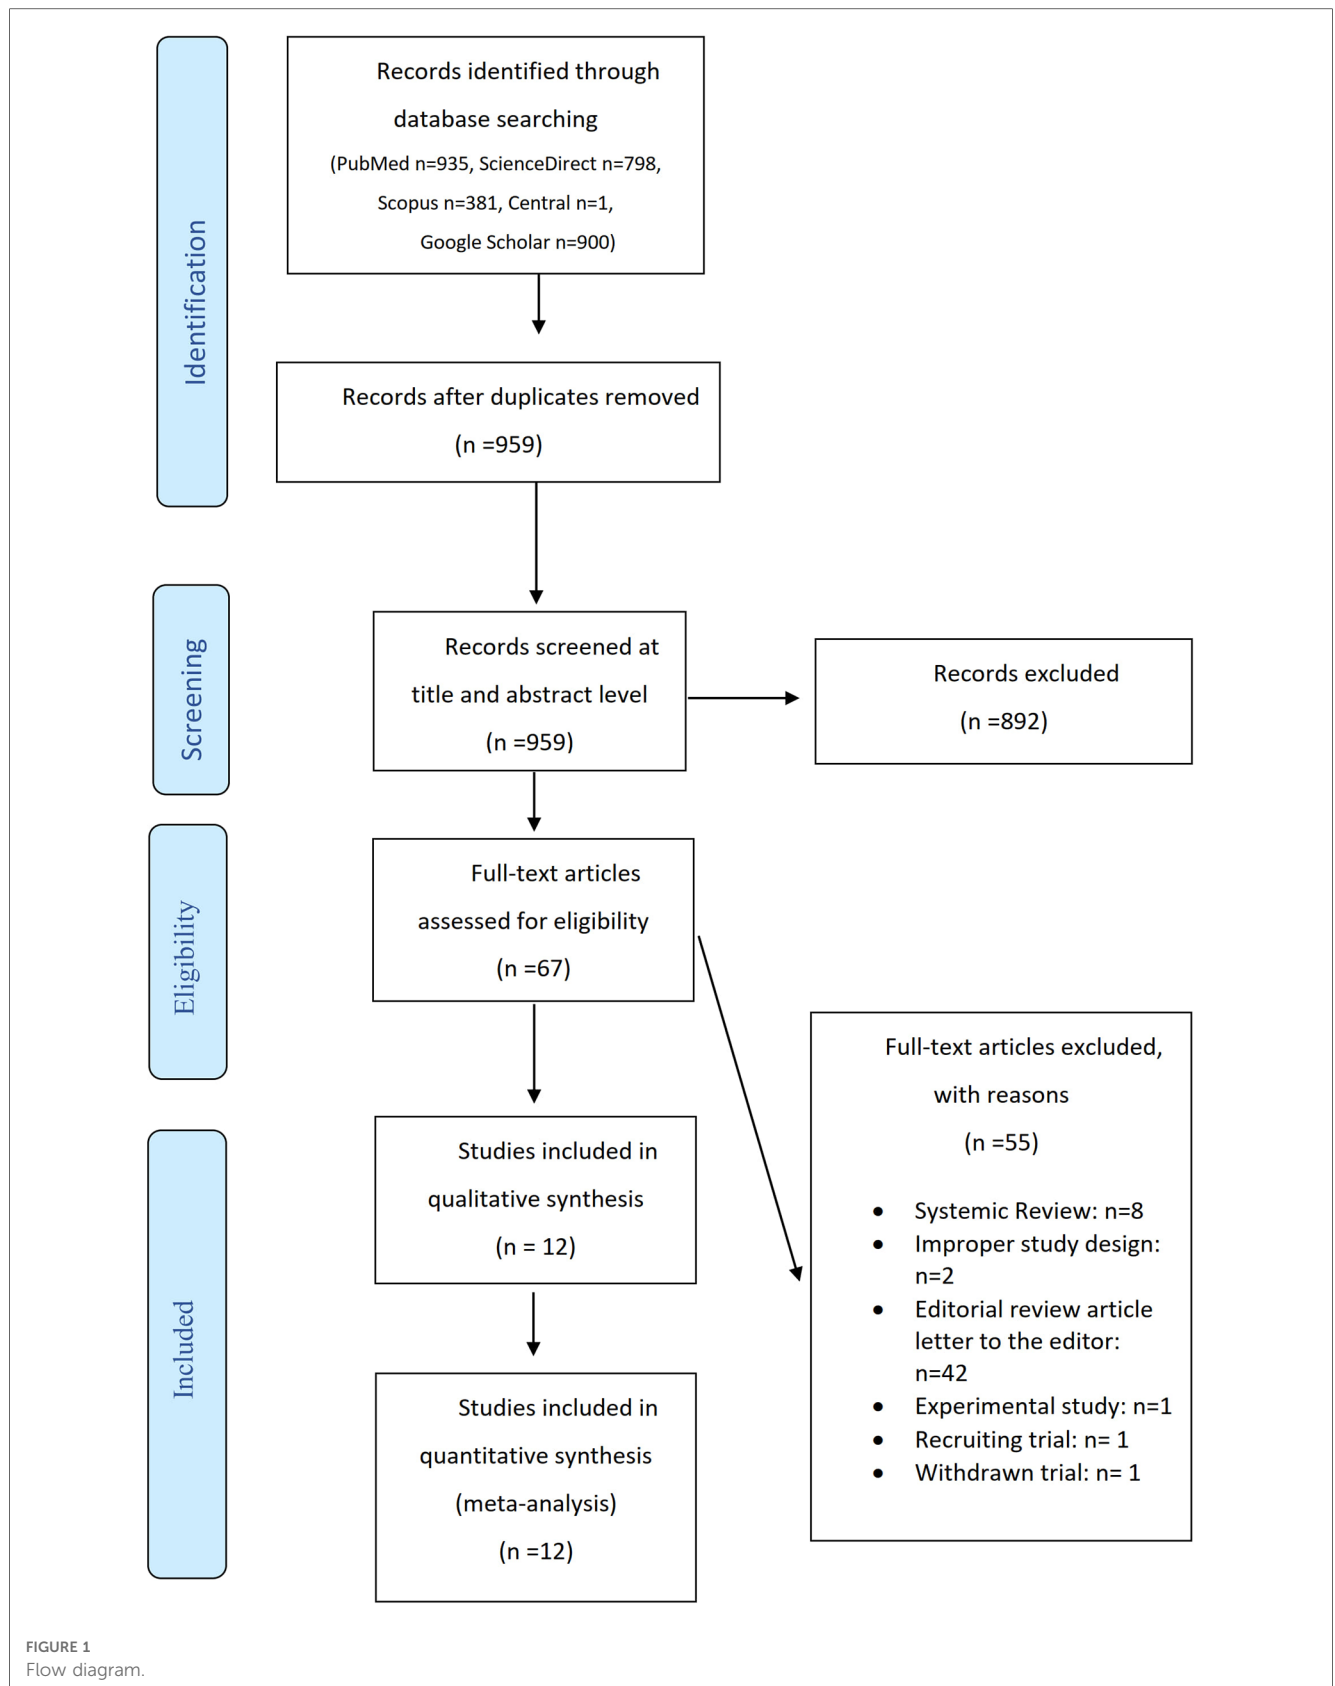 Identification
Records identified through
database searching
(PubMed n=935, ScienceDirect n=798,
Scopus n=381, Central n=1,
Google Scholar n=900)
Records after duplicates removed
(n =959)
Screening
Records screened at
title and abstract level
(n =959)
Records excluded
(n =892)
Eligibility
Full-text articles
assessed for eligibility
(n =67)
Full-text articles excluded,
with reasons
(n =55)
• Systemic Review: n=8
• Improper study design:
n=2
• Editorial review article
letter to the editor:
n=42
• Experimental study: n=1
• Recruiting trial: n= 1
• Withdrawn trial: n= 1
Included
Studies included in
qualitative synthesis
(n = 12)
Studies included in
quantitative synthesis
(meta-analysis)
(n =12)
FIGURE 1
Flow diagram.